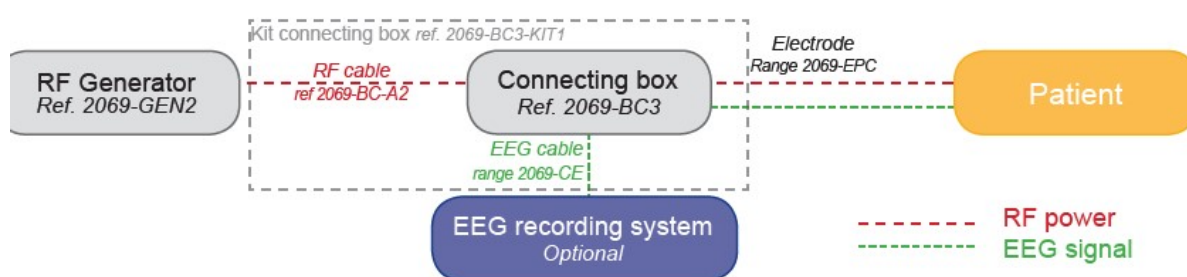 Kit connecting box ref. 2069-BC3-KIT1
RF Generator
Ref. 2069-GEN2
RF cable
ref 2069-BC-A2
Connecting box
Ref. 2069-BC3
Electrode
Range 2069-EPC
Patient
EEG cable
range 2069-CE
EEG recording system
Optional
RF power
EEG signal